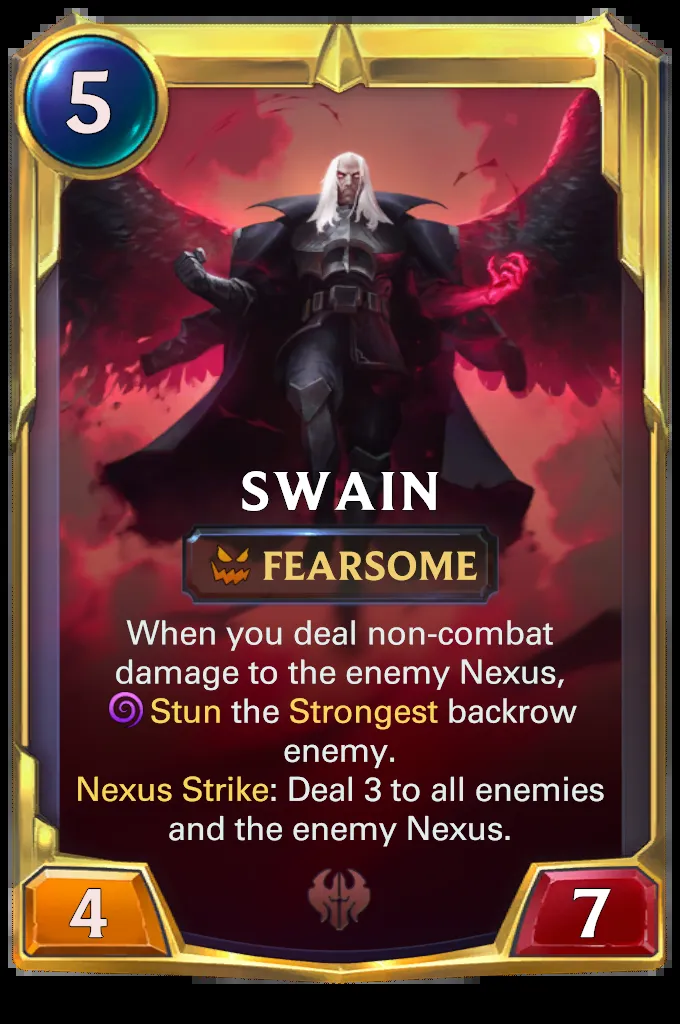 5
SWAIN
FEARSOME
When you deal non-combat
damage to the enemy Nexus,
Stun the Strongest backrow
enemy.
Nexus Strike: Deal 3 to all enemies
and the enemy Nexus.
4
7